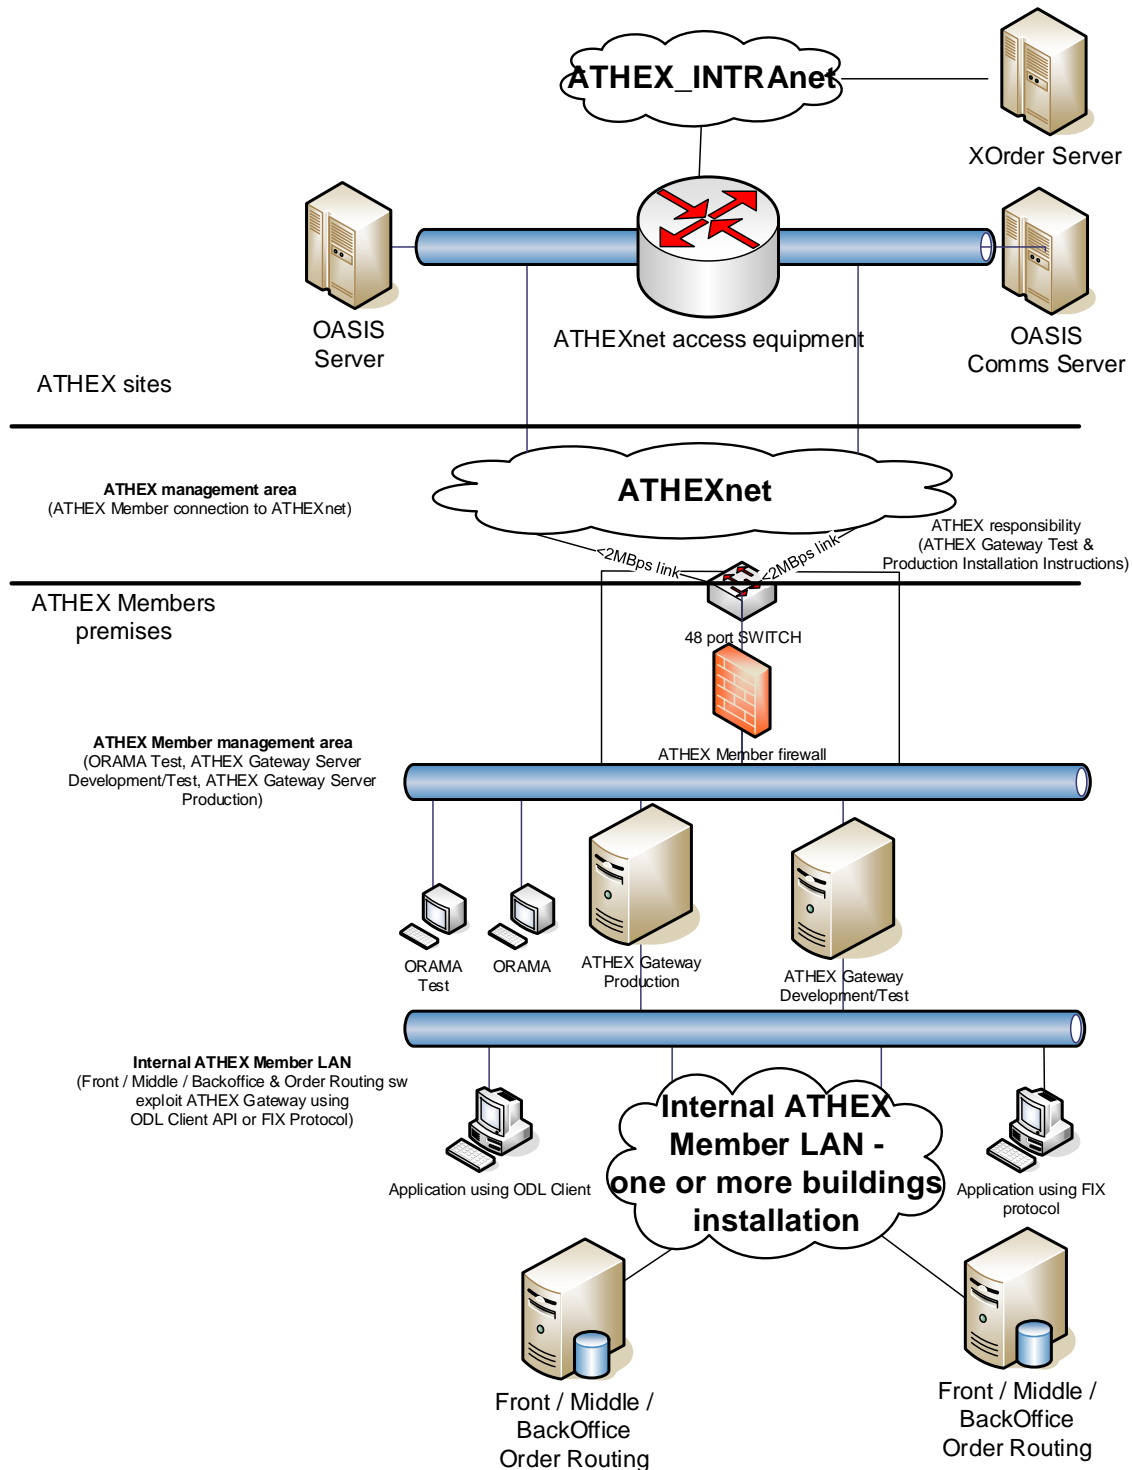 ATHEX_INTRAnet
XOrder Server
OASIS
Server
ATHEXnet access equipment
OASIS
Comms Server
ATHEX sites
ATHEX management area
(ATHEX Member connection to ATHEXnet)
ATHEXnet
ATHEX responsibility
(ATHEX Gateway Test &
Production Installation Instructions)
<2MBps link
<2MBps link
ATHEX Members
premises
48 port SWITCH
ATHEX Member firewall
ATHEX Member management area
(ORAMA Test, ATHEX Gateway Server
Development/Test, ATHEX Gateway Server
Production)
ORAMA
Test
ORAMA
ATHEX Gateway
Production
ATHEX Gateway
Development/Test
Internal ATHEX Member LAN
(Front / Middle / Backoffice & Order Routing sw
exploit ATHEX Gateway using
ODL Client API or FIX Protocol)
Application using ODL Client
Internal ATHEX
Member LAN -
one or more buildings
installation
Application using FIX
protocol
Front / Middle /
BackOffice
Order Routing
Front / Middle /
BackOffice
Order Routing